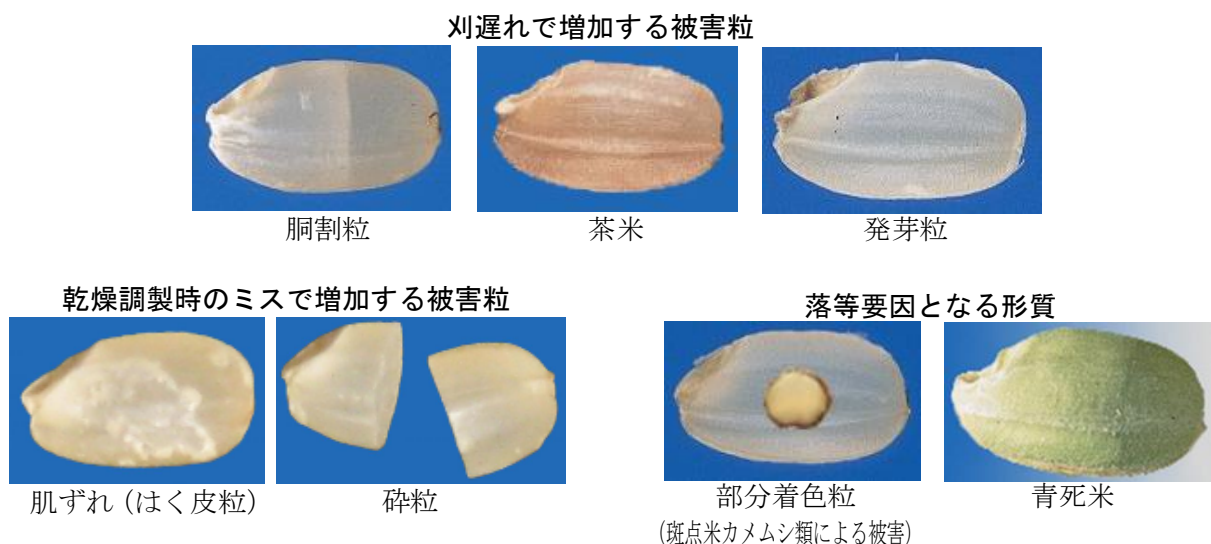 刈遅れで増加する被害粒
胴割粒
茶米
発芽粒
乾燥調製時のミスで増加する被害粒
肌ずれ（はく皮粒）
砕粒
落等要因となる形質
部分着色粒
(斑点米カメムシ類による被害)
青死米